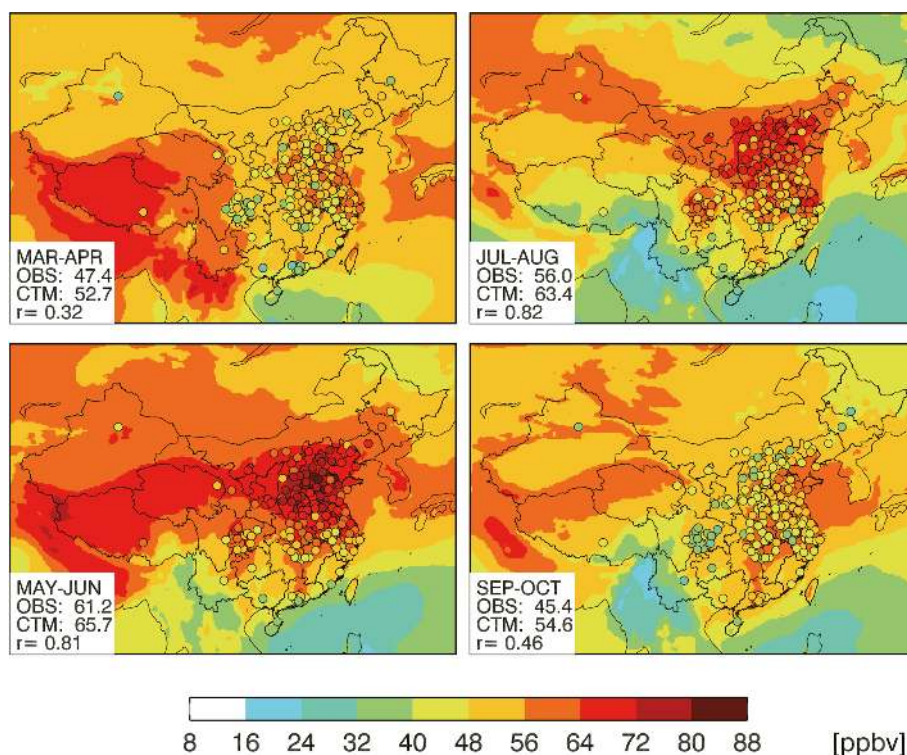 MAR-APR
OBS: 47.4
CTM: 52.7
r= 0.32
JUL-AUG
OBS: 56.0
CTM: 63.4
r= 0.82
MAY-JUN
OBS: 61.2
CTM: 65.7
r= 0.81
SEP-OCT
OBS: 45.4
CTM: 54.6
r= 0.46
8 16 24 32 40 48 56 64 72 80 88 [ppbv]